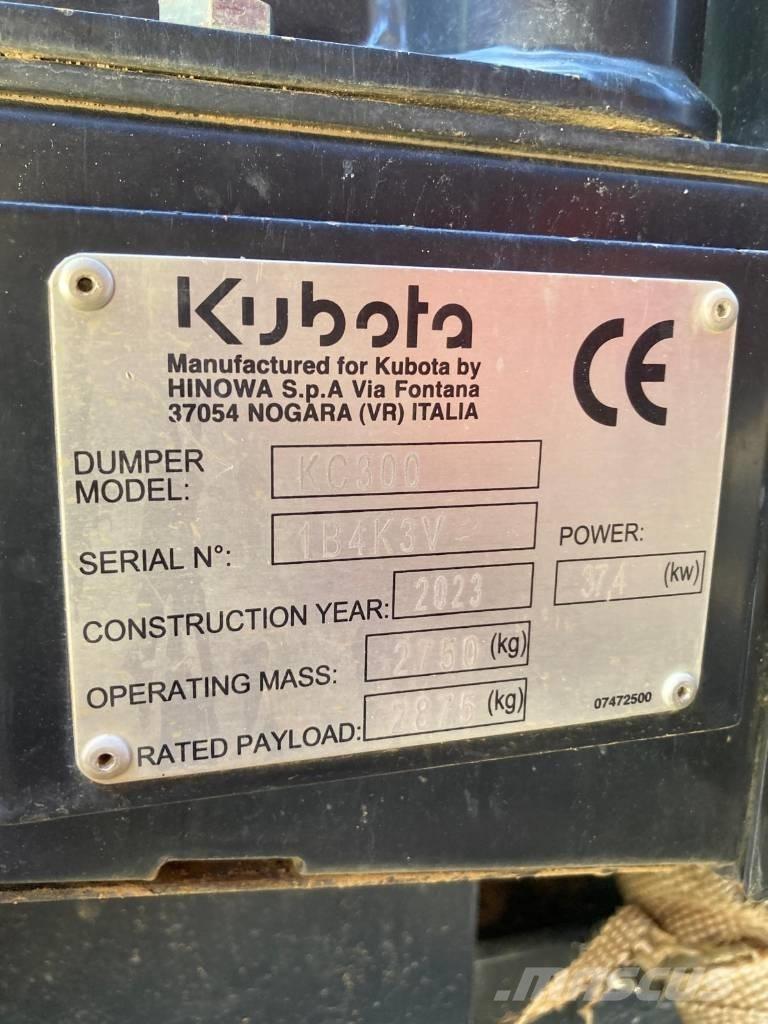 Kubota
Manufactured for Kubota by
HINOWA S.p.A Via Fontana
37054 NOGARA (VR) ITALIA
CE
DUMPER
MODEL: KC300
SERIAL N°: 1B4K3V
POWER:
37,4 (kw)
CONSTRUCTION YEAR: 2023
OPERATING MASS: 2750 (kg)
RATED PAYLOAD: 2875 (kg)
07472500
MASCUS